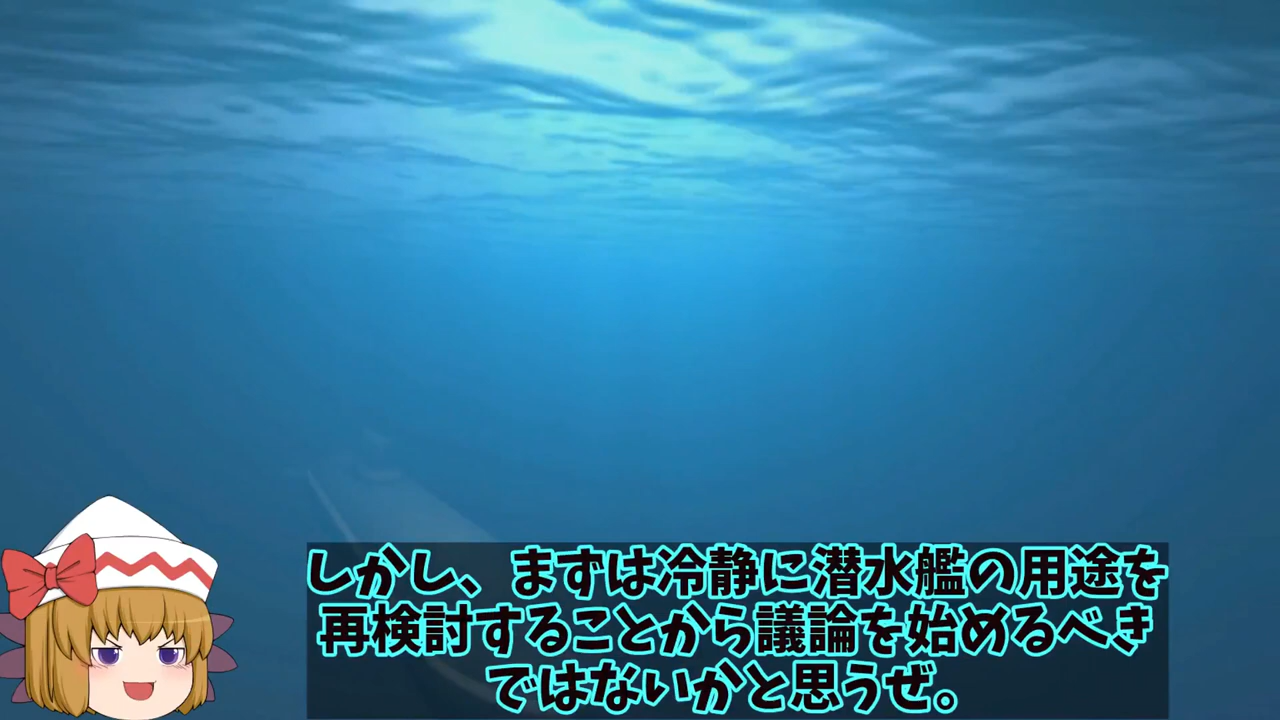 しかし、まずは冷静に潜水艦の用途を
再検討することから議論を始めるべき
ではないかと思うぜ。